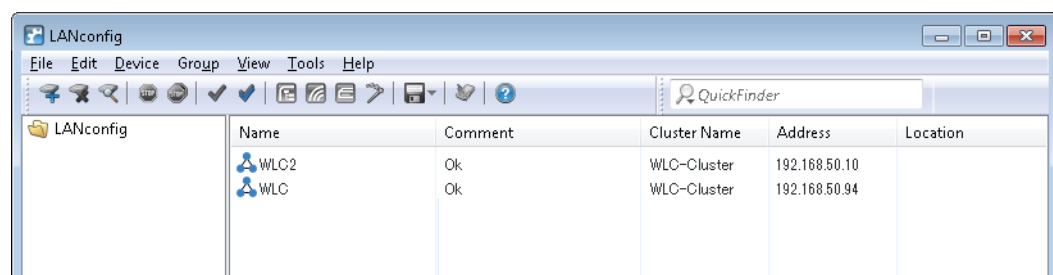 LANconfig
File Edit Device Group View Tools Help
QuickFinder
LANconfig
Name Comment Cluster Name Address Location
WLC2 Ok WLC-Cluster 192.168.50.10
WLC Ok WLC-Cluster 192.168.50.94